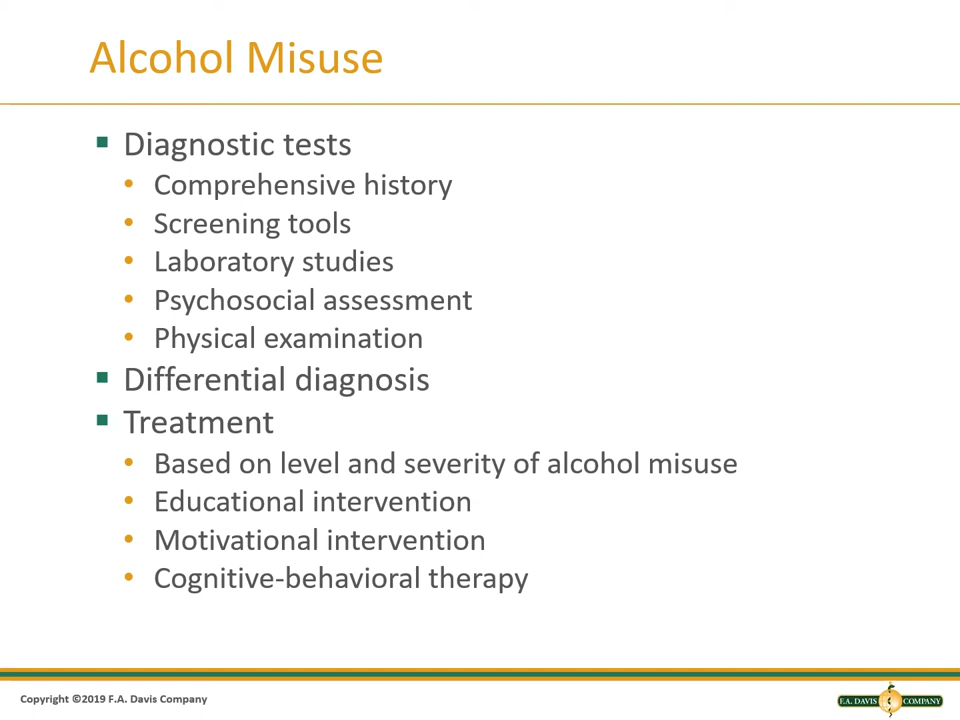 Alcohol Misuse
Diagnostic tests
Comprehensive history
Screening tools
Laboratory studies
Psychosocial assessment
Physical examination
Differential diagnosis
Treatment
Based on level and severity of alcohol misuse
Educational intervention
Motivational intervention
Cognitive-behavioral therapy
Copyright ©2019 F.A. Davis Company
F.A. DAVIS COMPANY